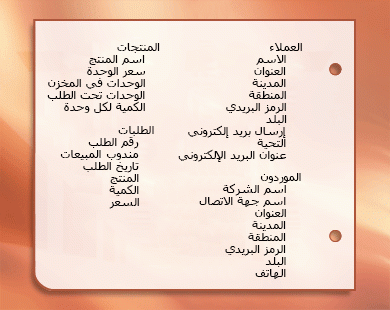 العملاء
الاسم
العنوان
المدينة
المنطقة
الرمز البريدي
البلد
إرسال بريد إلكتروني
التحية
عنوان البريد الإلكتروني
الموردون
اسم الشركة
اسم جهة الاتصال
العنوان
المدينة
المنطقة
الرمز البريدي
البلد
الهاتف
المنتجات
اسم المنتج
سعر الوحدة
الوحدات في المخزن
الوحدات تحت الطلب
الكمية لكل وحدة
الطلبات
رقم الطلب
مندوب المبيعات
تاريخ الطلب
المنتج
الكمية
السعر